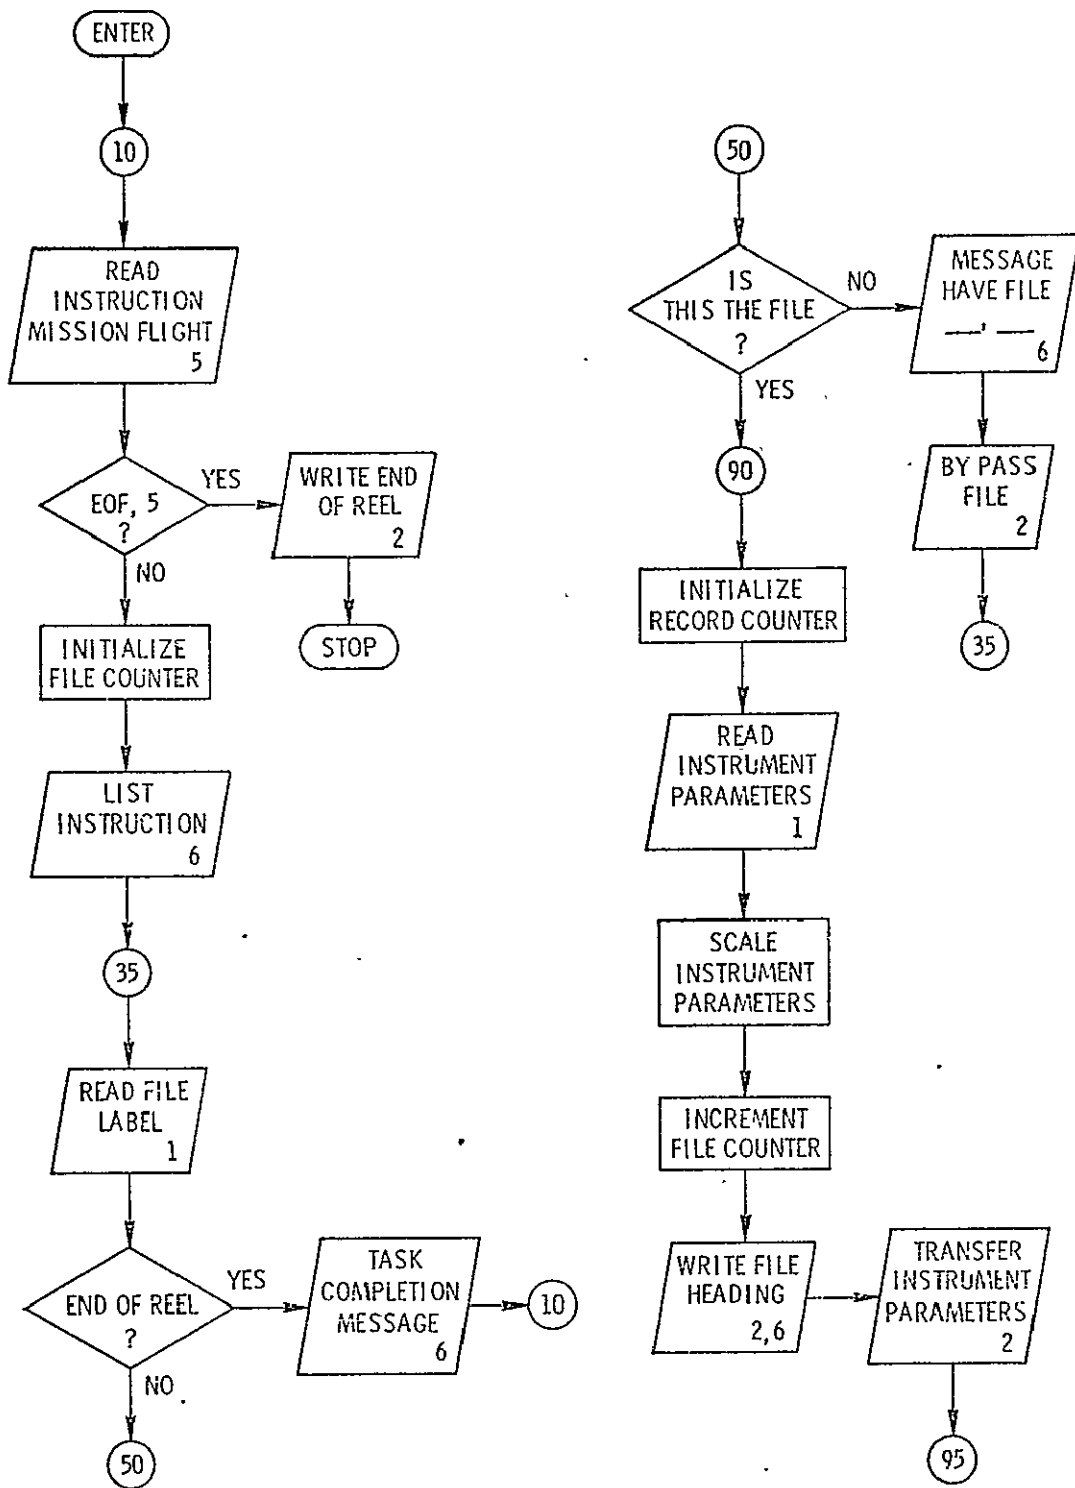 ENTER
10
READ
INSTRUCTION
MISSION FLIGHT
5
EOF, 5
?
YES
WRITE END
OF REEL
2
STOP
NO
INITIALIZE
FILE COUNTER
LIST
INSTRUCTION
6
35
READ FILE
LABEL
1
END OF REEL
?
YES
TASK
COMPLETION
MESSAGE
6
10
NO
50
50
IS
THIS THE FILE
?
NO
MESSAGE
HAVE FILE
___, ___
6
BY PASS
FILE
2
35
YES
90
INITIALIZE
RECORD COUNTER
READ
INSTRUMENT
PARAMETERS
1
SCALE
INSTRUMENT
PARAMETERS
INCREMENT
FILE COUNTER
WRITE FILE
HEADING
2,6
TRANSFER
INSTRUMENT
PARAMETERS
2
95